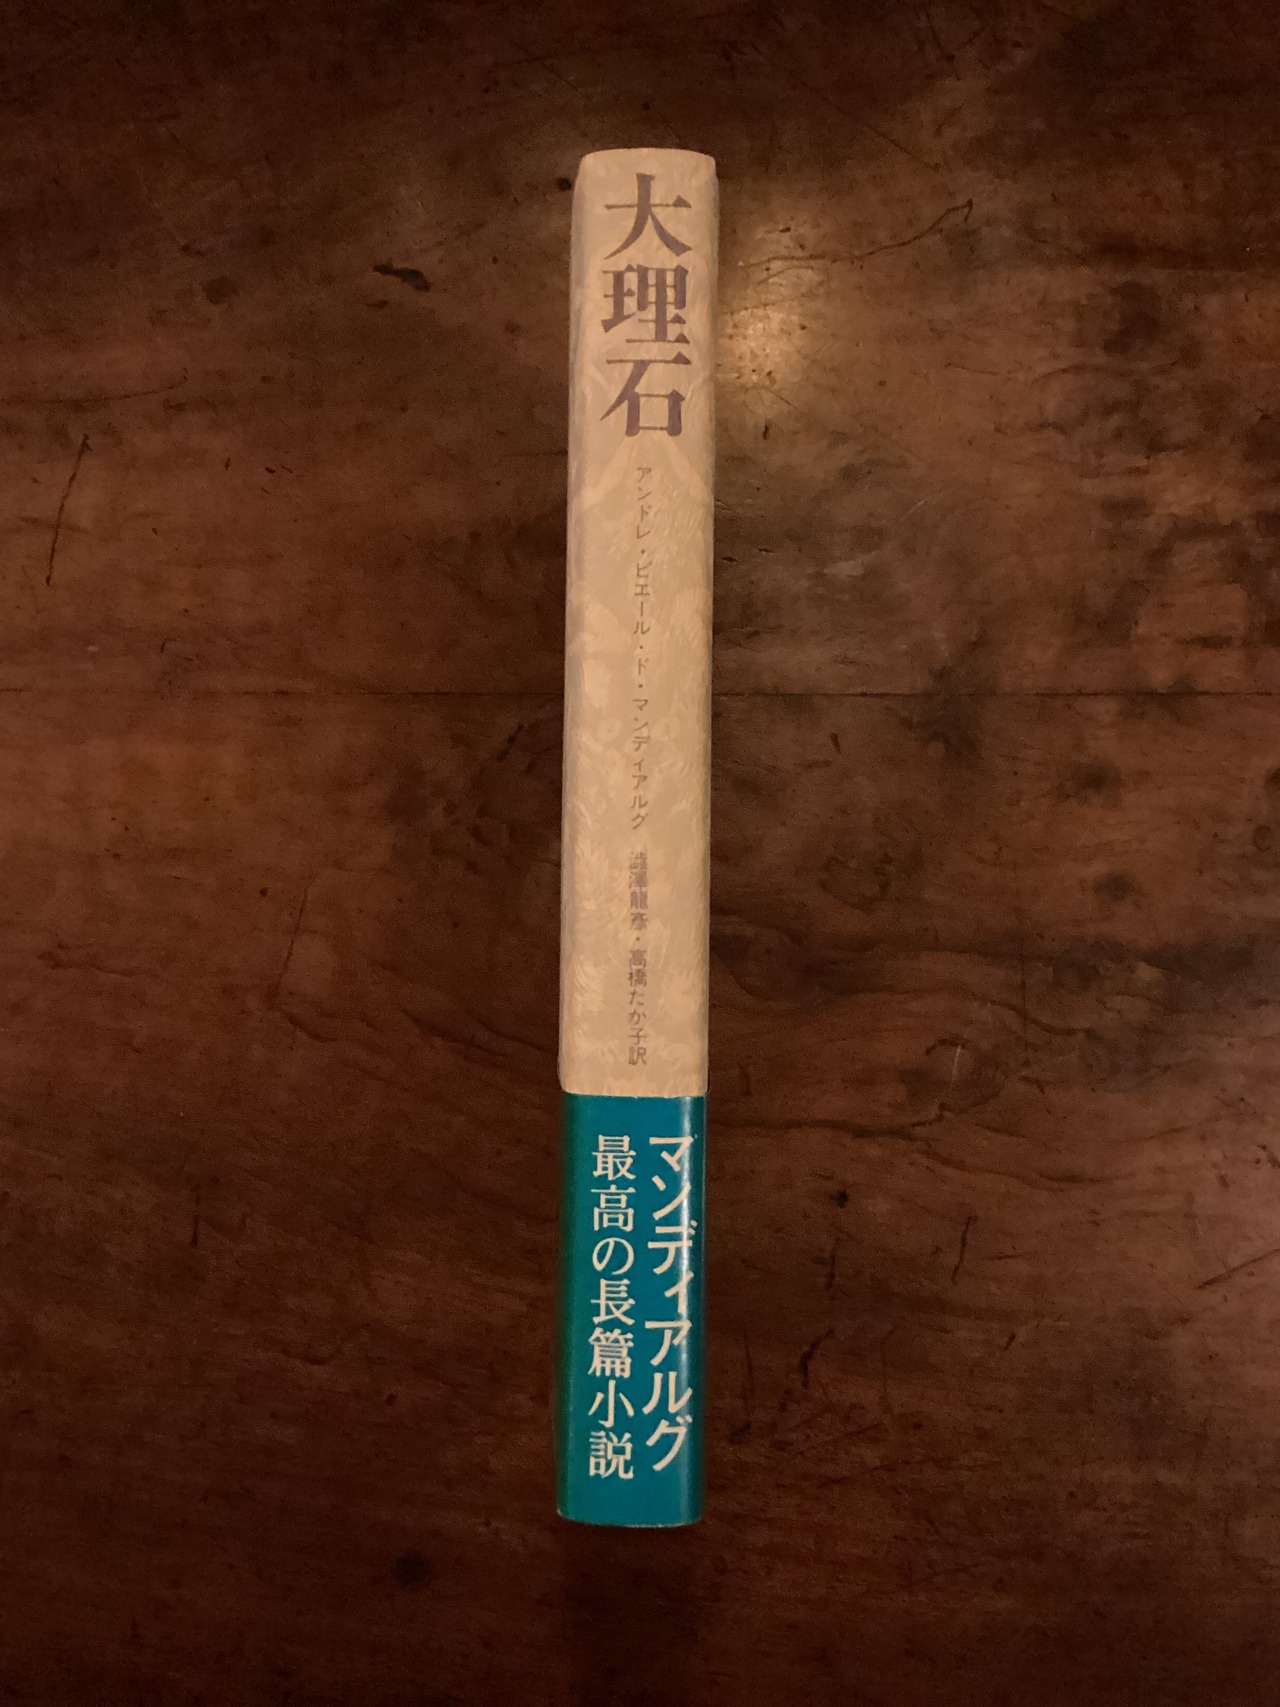 大理石
アンドレ・ピエール・ド・マンディアルグ
澁澤龍彥・高橋たか子訳
マンディアルグ
最高の長篇小説